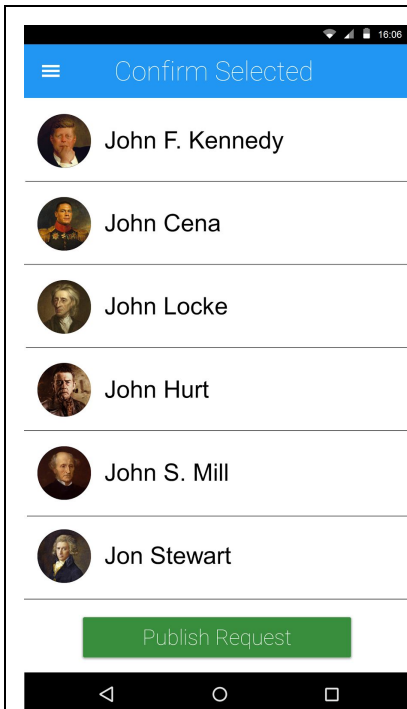 16:06
Confirm Selected
John F. Kennedy
John Cena
John Locke
John Hurt
John S. Mill
Jon Stewart
Publish Request